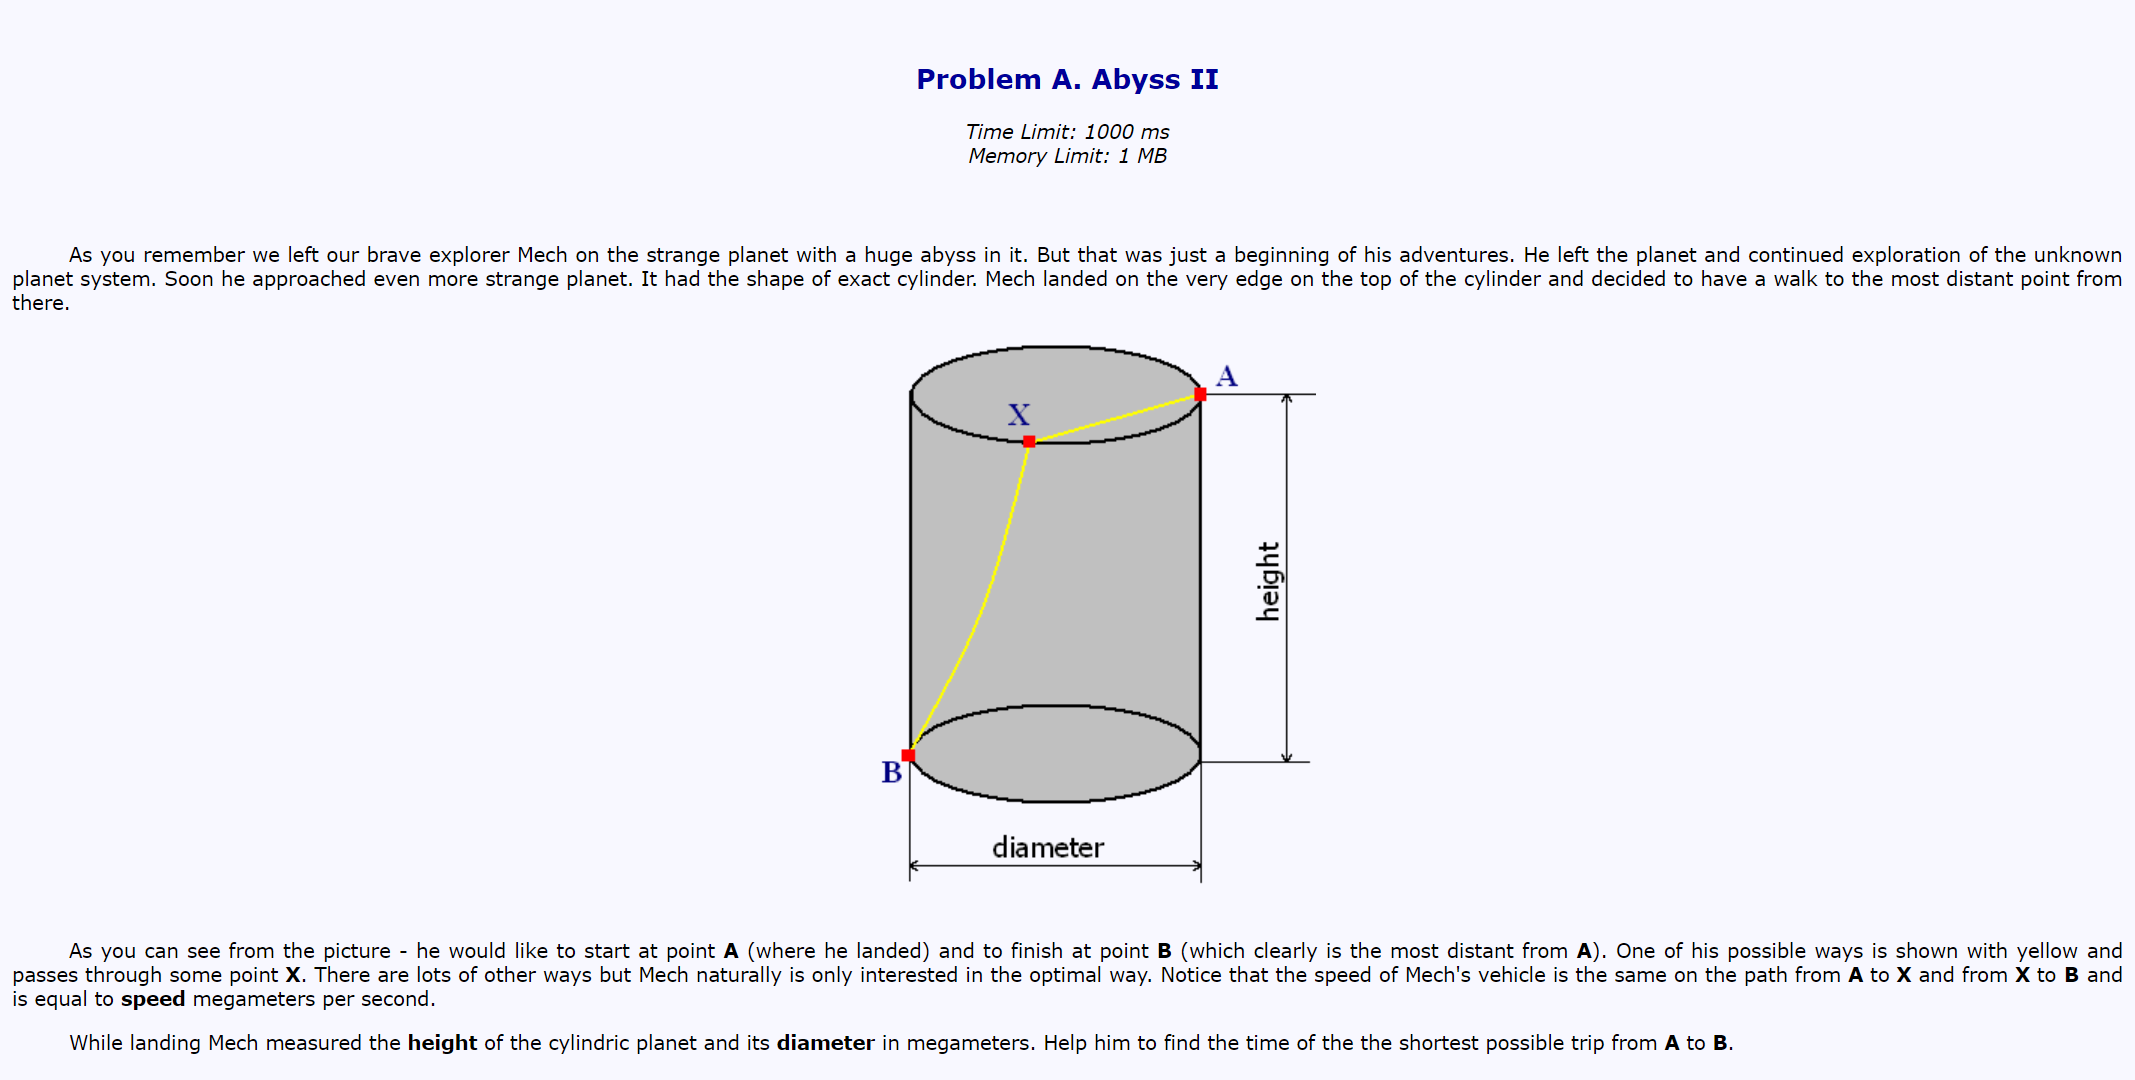 Problem A. Abyss II
Time Limit: 1000 ms
Memory Limit: 1 MB
As you remember we left our brave explorer Mech on the strange planet with a huge abyss in it. But that was just a beginning of his adventures. He left the planet and continued exploration of the unknown
planet system. Soon he approached even more strange planet. It had the shape of exact cylinder. Mech landed on the very edge on the top of the cylinder and decided to have a walk to the most distant point from
there.
A
X
height
B
diameter
As you can see from the picture - he would like to start at point A (where he landed) and to finish at point B (which clearly is the most distant from A). One of his possible ways is shown with yellow and
passes through some point X. There are lots of other ways but Mech naturally is only interested in the optimal way. Notice that the speed of Mech's vehicle is the same on the path from A to X and from X to B and
is equal to speed megameters per second.
While landing Mech measured the height of the cylindric planet and its diameter in megameters. Help him to find the time of the the shortest possible trip from A to B.